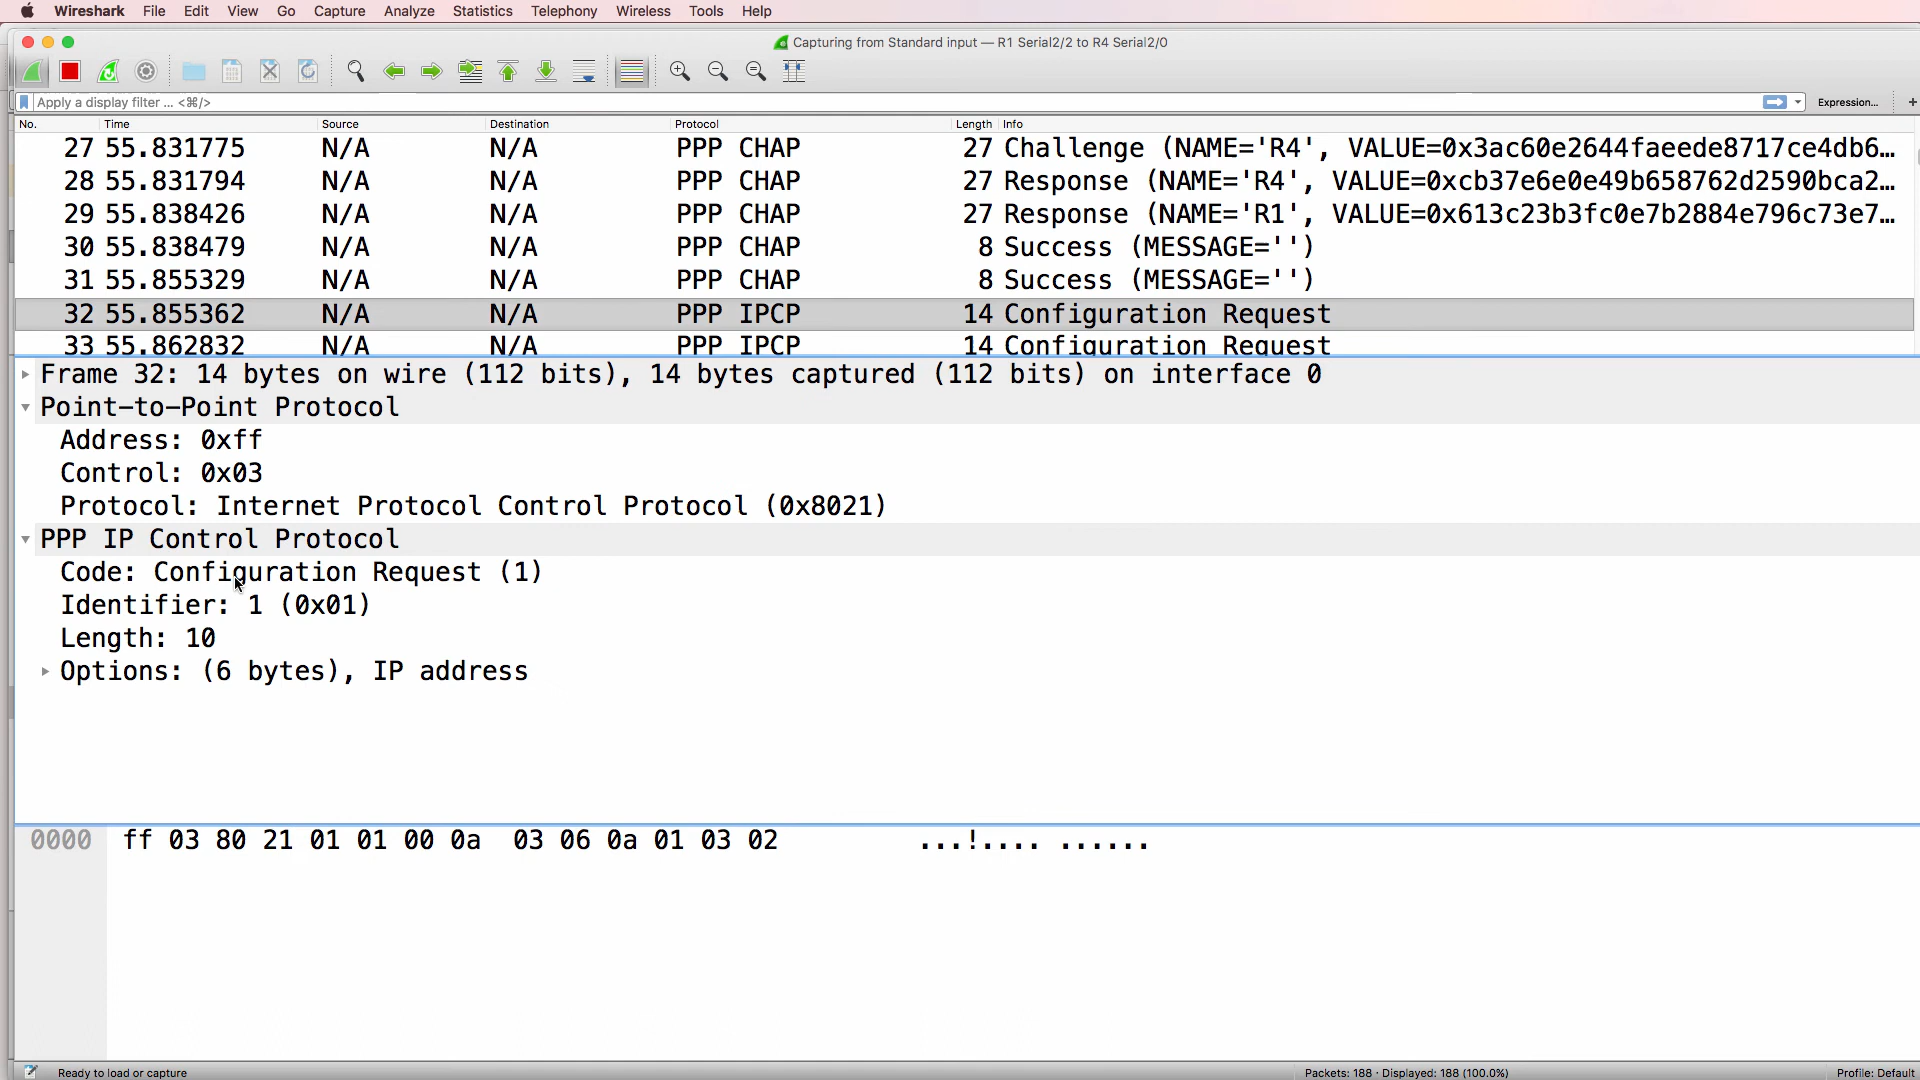 Wireshark File Edit View Go Capture Analyze Statistics Telephony Wireless Tools Help
Capturing from Standard input — R1 Serial2/2 to R4 Serial2/0
Apply a display filter ... <⌘/> Expression... +
No. Time Source Destination Protocol Length Info
27 55.831775 N/A N/A PPP CHAP 27 Challenge (NAME='R4', VALUE=0x3ac60e2644faeede8717ce4db6…
28 55.831794 N/A N/A PPP CHAP 27 Response (NAME='R4', VALUE=0xcb37e6e0e49b658762d2590bca2…
29 55.838426 N/A N/A PPP CHAP 27 Response (NAME='R1', VALUE=0x613c23b3fc0e7b2884e796c73e7…
30 55.838479 N/A N/A PPP CHAP 8 Success (MESSAGE='')
31 55.855329 N/A N/A PPP CHAP 8 Success (MESSAGE='')
32 55.855362 N/A N/A PPP IPCP 14 Configuration Request
33 55.862832 N/A N/A PPP IPCP 14 Configuration Request
Frame 32: 14 bytes on wire (112 bits), 14 bytes captured (112 bits) on interface 0
Point-to-Point Protocol
Address: 0xff
Control: 0x03
Protocol: Internet Protocol Control Protocol (0x8021)
PPP IP Control Protocol
Code: Configuration Request (1)
Identifier: 1 (0x01)
Length: 10
Options: (6 bytes), IP address
0000 ff 03 80 21 01 01 00 0a 03 06 0a 01 03 02 ...!.... ......
Ready to load or capture Packets: 188 · Displayed: 188 (100.0%) Profile: Default